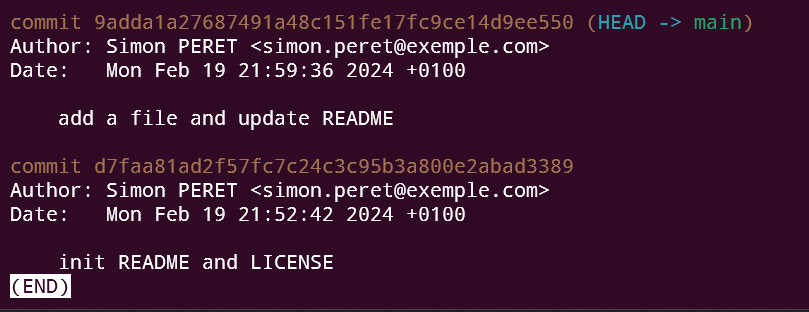 commit 9adda1a27687491a48c151fe17fc9ce14d9ee550 (HEAD -> main)
Author: Simon PERET <simon.peret@exemple.com>
Date:   Mon Feb 19 21:59:36 2024 +0100
    add a file and update README
commit d7faa81ad2f57fc7c24c3c95b3a800e2abad3389
Author: Simon PERET <simon.peret@exemple.com>
Date:   Mon Feb 19 21:52:42 2024 +0100
    init README and LICENSE
(END)